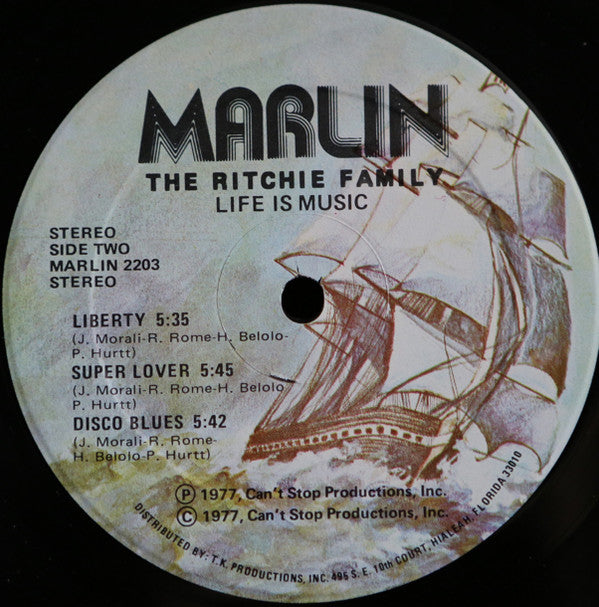 MARLIN
THE RITCHIE FAMILY
LIFE IS MUSIC
STEREO
SIDE TWO
MARLIN 2203
STEREO
LIBERTY 5:35
(J. Morali-R. Rome-H. Belolo-
P. Hurtt)
SUPER LOVER 5:45
(J. Morali-R. Rome-H. Belolo
P. Hurtt)
DISCO BLUES 5:42
(J. Morali-R. Rome-
H. Belolo-P. Hurtt)
Ⓟ 1977, Can't Stop Productions, Inc.
© 1977, Can't Stop Productions, Inc.
DISTRIBUTED BY: T.K. PRODUCTIONS, INC. 495 S. E. 10th COURT, HIALEAH, FLORIDA 33010